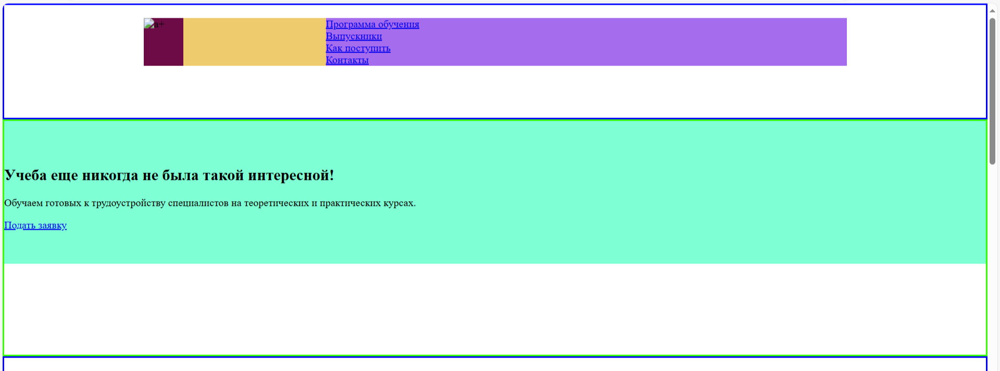 a+
Программа обучения
Выпускники
Как поступить
Контакты
Учеба еще никогда не была такой интересной!
Обучаем готовых к трудоустройству специалистов на теоретических и практических курсах.
Подать заявку